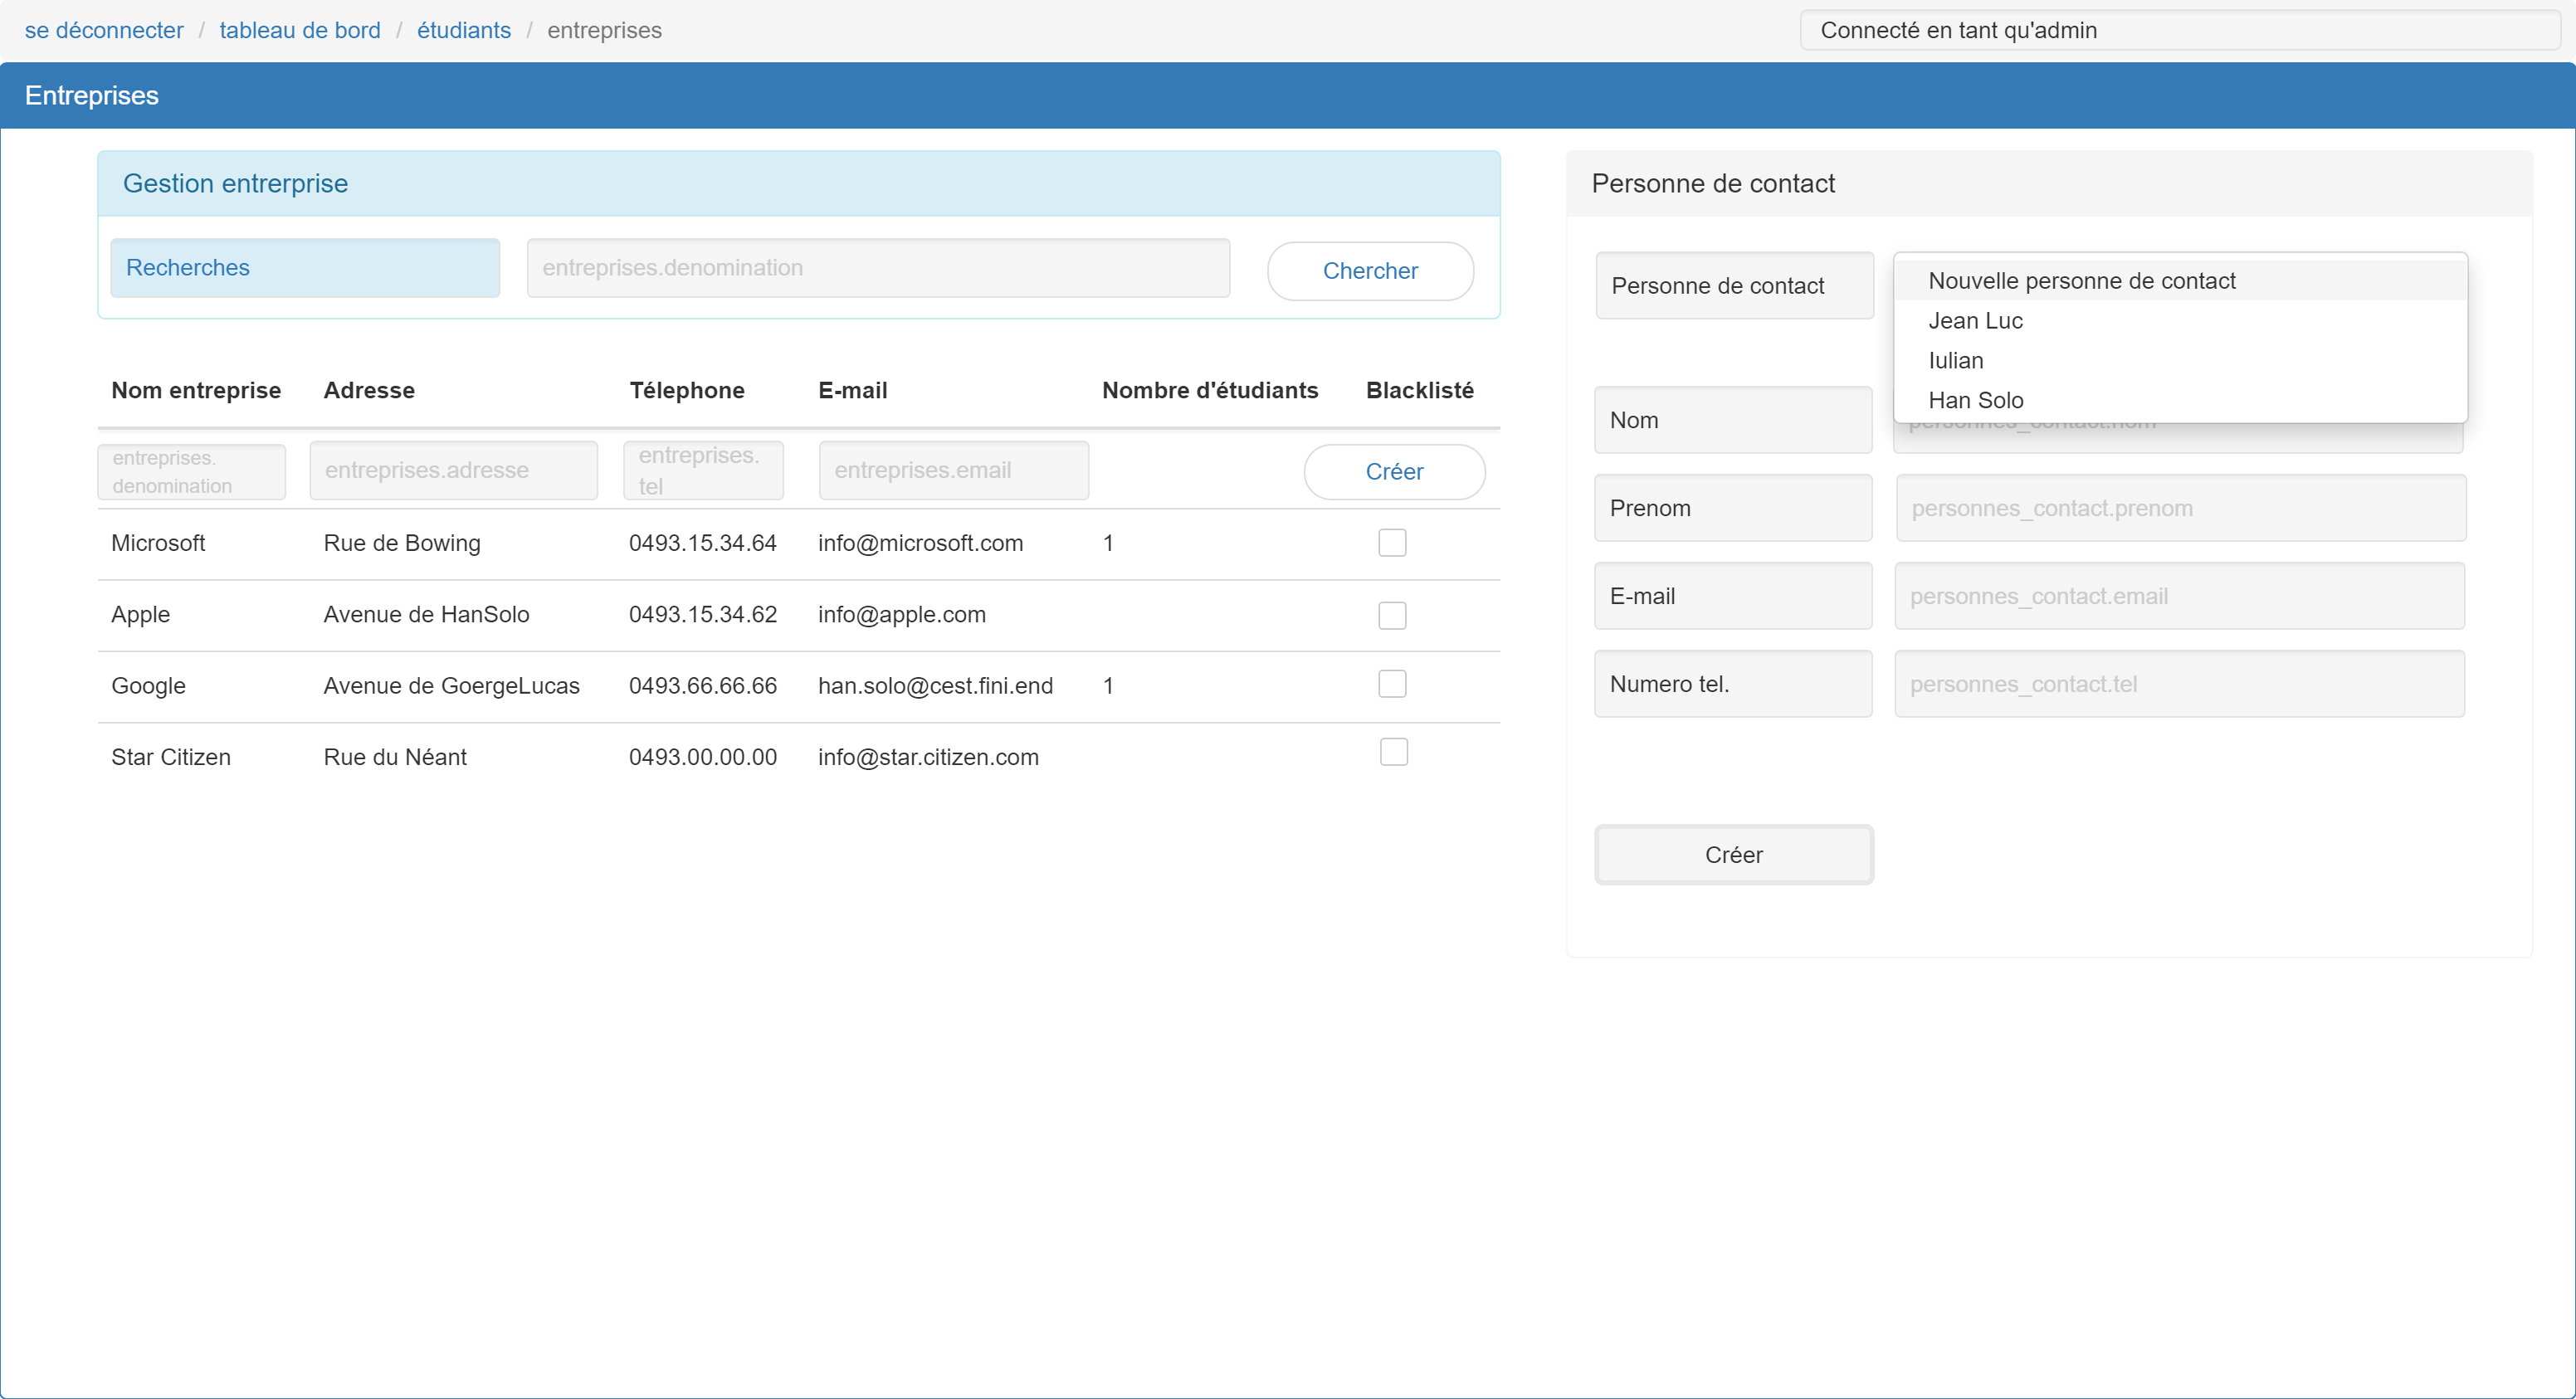 se déconnecter / tableau de bord / étudiants / entreprises
Connecté en tant qu'admin
Entreprises
Gestion entrerprise
Recherches
entreprises.denomination
Chercher
Nom entreprise Adresse Télephone E-mail Nombre d'étudiants Blacklisté
entreprises.
denomination
entreprises.adresse
entreprises.
tel
entreprises.email
Créer
Microsoft Rue de Bowing 0493.15.34.64 info@microsoft.com 1
Apple Avenue de HanSolo 0493.15.34.62 info@apple.com
Google Avenue de GoergeLucas 0493.66.66.66 han.solo@cest.fini.end 1
Star Citizen Rue du Néant 0493.00.00.00 info@star.citizen.com
Personne de contact
Personne de contact
Nouvelle personne de contact
Jean Luc
Iulian
Han Solo
Nom
personnes_contact.nom
Prenom
personnes_contact.prenom
E-mail
personnes_contact.email
Numero tel.
personnes_contact.tel
Créer